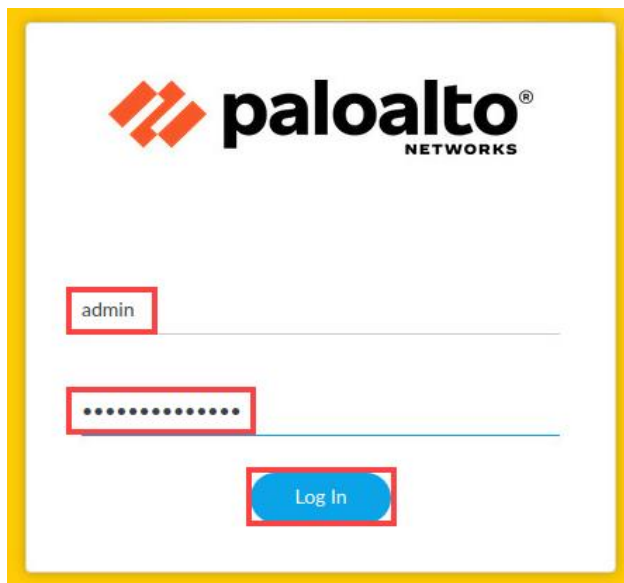 paloalto®
NETWORKS
admin
••••••••••••••
Log In